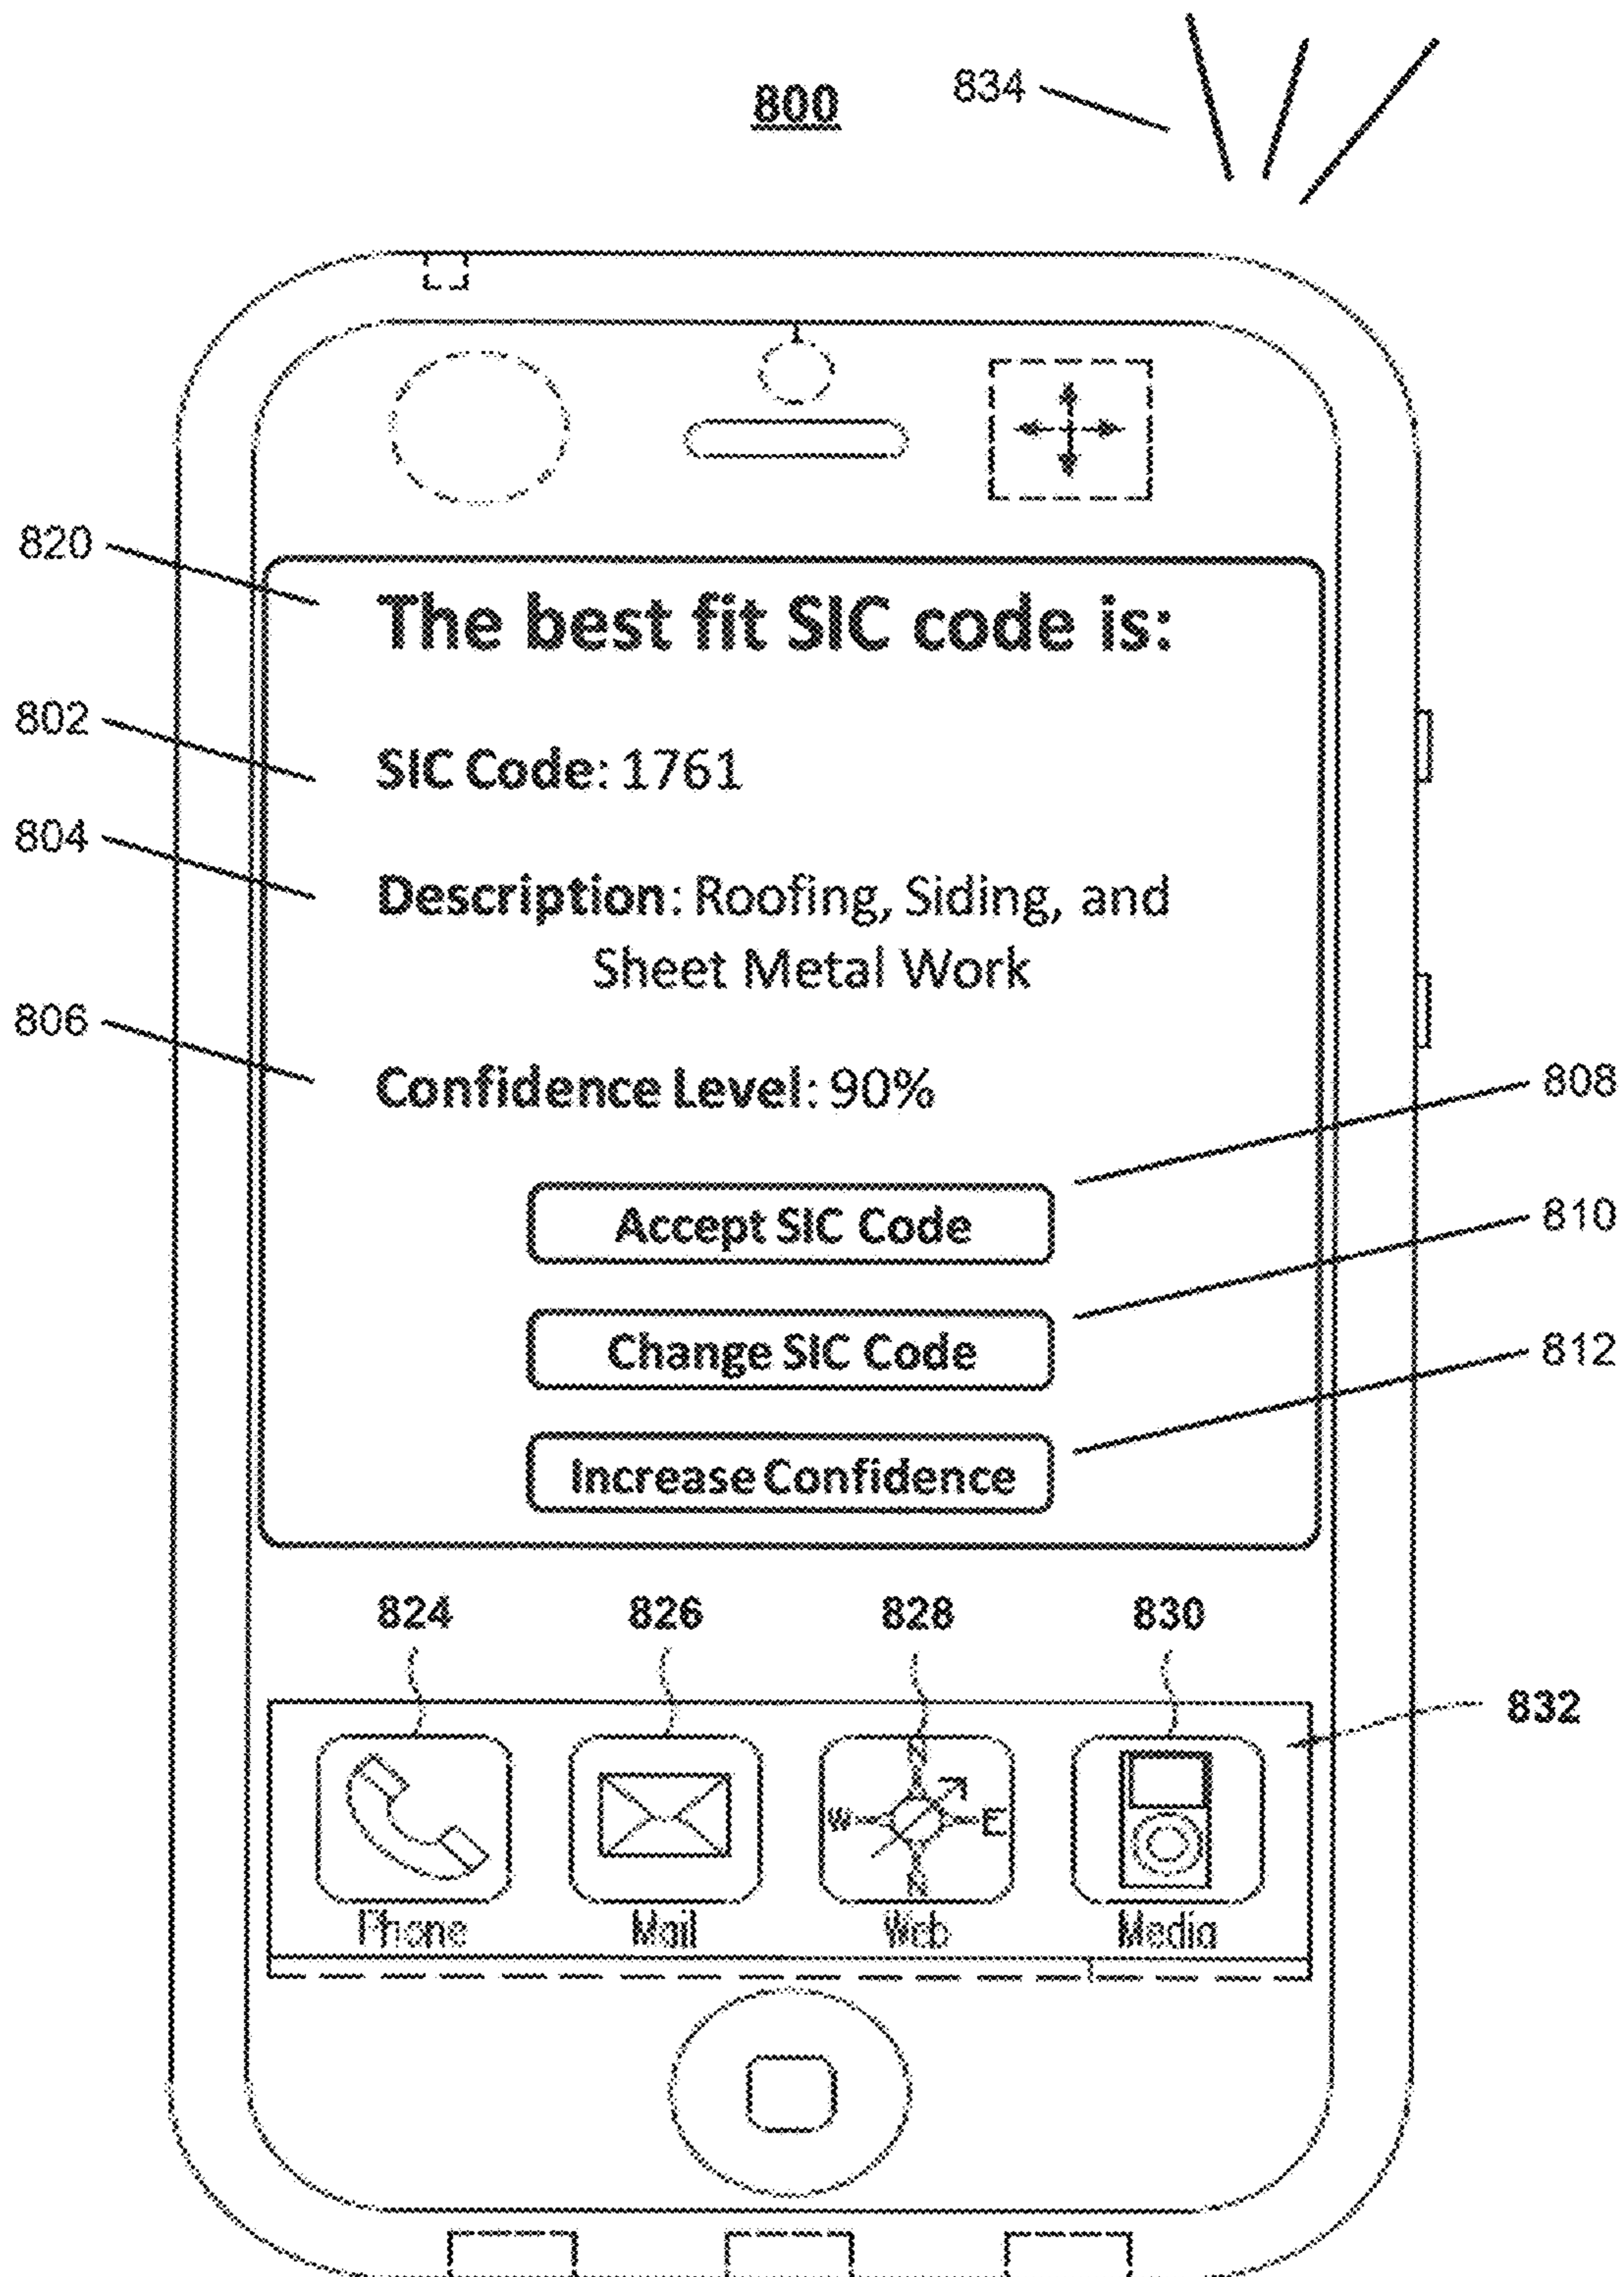 800
834
820
The best fit SIC code is:
802
SIC Code: 1761
804
Description: Roofing, Siding, and
Sheet Metal Work
806
Confidence Level: 90%
808
Accept SIC Code
810
Change SIC Code
812
Increase Confidence
824 826 828 830
832
N
W E
S
Phone Mail Web Media